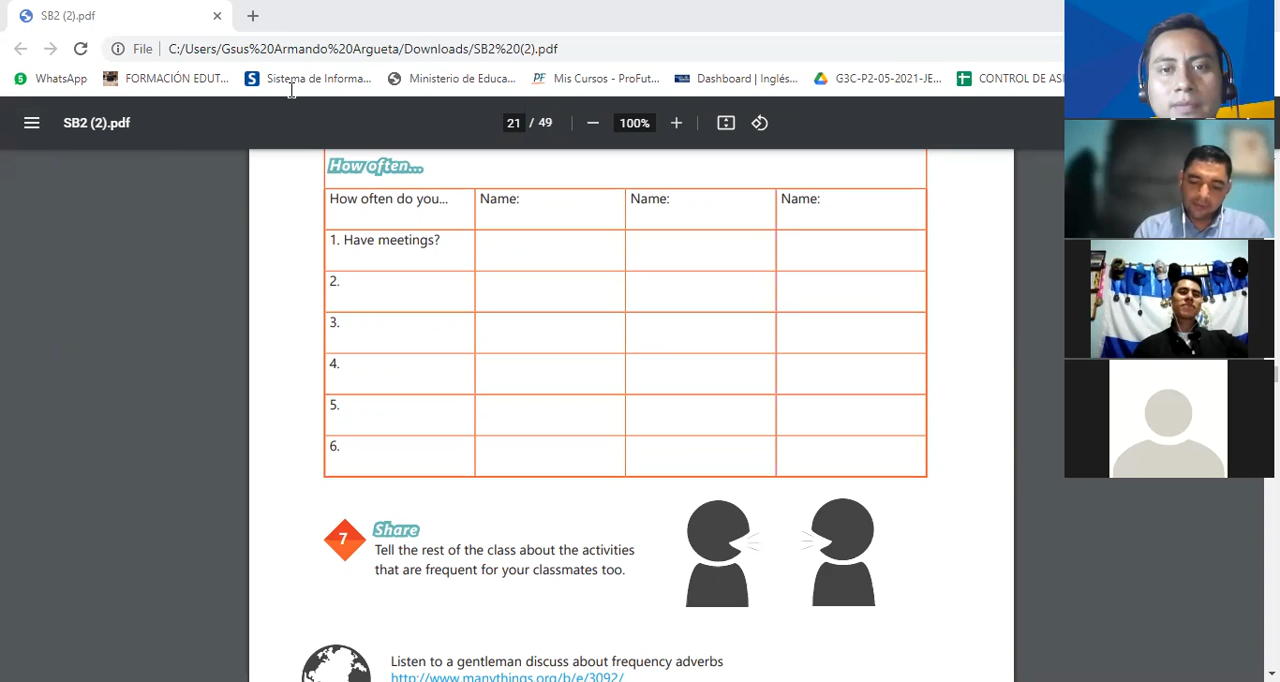 SB2 (2).pdf
File C:/Users/Gsus%20Armando%20Argueta/Downloads/SB2%20(2).pdf
WhatsApp FORMACIÓN EDUT... Sistema de Informa... Ministerio de Educa... Mis Cursos - ProFut... Dashboard | Inglés,... G3C-P2-05-2021-JE... CONTROL DE ASI
SB2 (2).pdf 21 / 49 100%
How often...
How often do you... Name: Name: Name:
1. Have meetings?
2.
3.
4.
5.
6.
7 Share
Tell the rest of the class about the activities
that are frequent for your classmates too.
Listen to a gentleman discuss about frequency adverbs
http://www.manythings.org/b/e/3092/